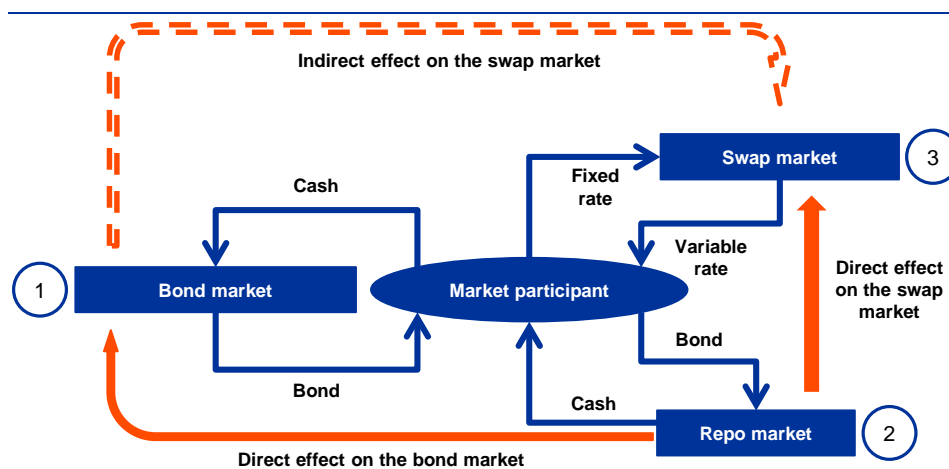 Indirect effect on the swap market
Swap market
3
Cash
Fixed
rate
Variable
rate
1
Bond market
Market participant
Direct effect
on the swap
market
Bond
Bond
Cash
Repo market
2
Direct effect on the bond market